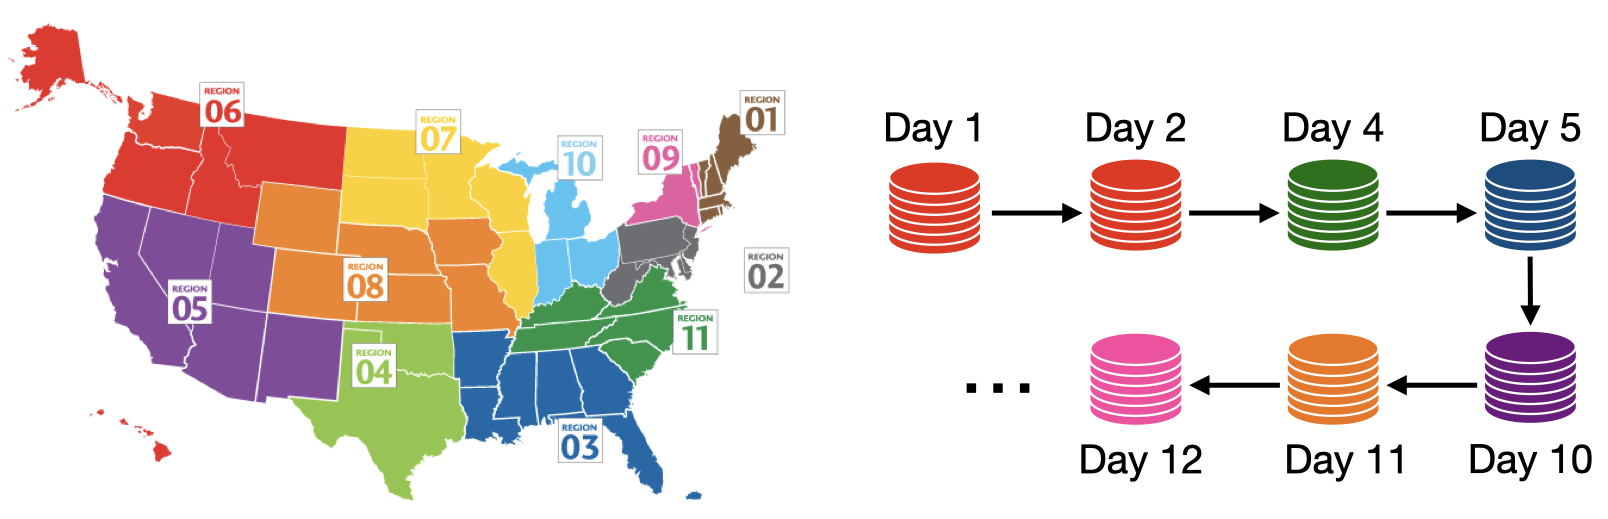 REGION
06
REGION
07
REGION
10
REGION
09
REGION
01
REGION
05
REGION
08
REGION
02
REGION
04
REGION
11
REGION
03
Day 1
Day 2
Day 4
Day 5
...
Day 12
Day 11
Day 10